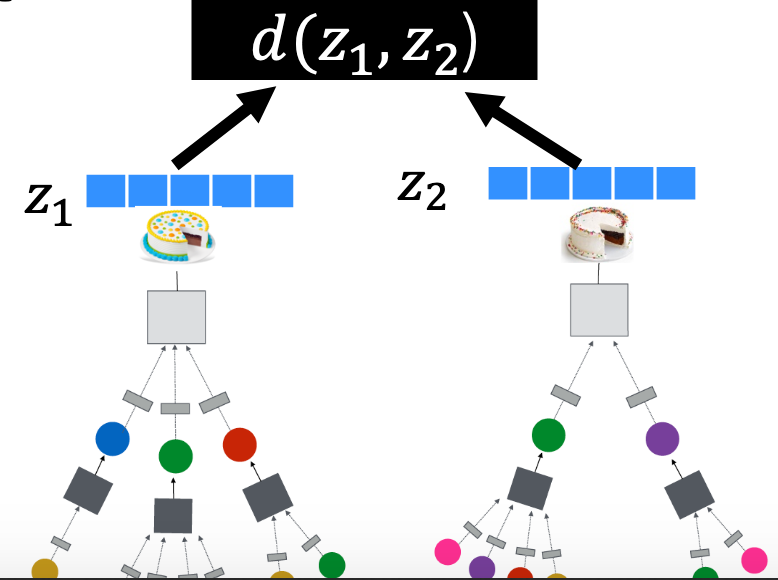 d(z₁, z₂)
z₁
z₂